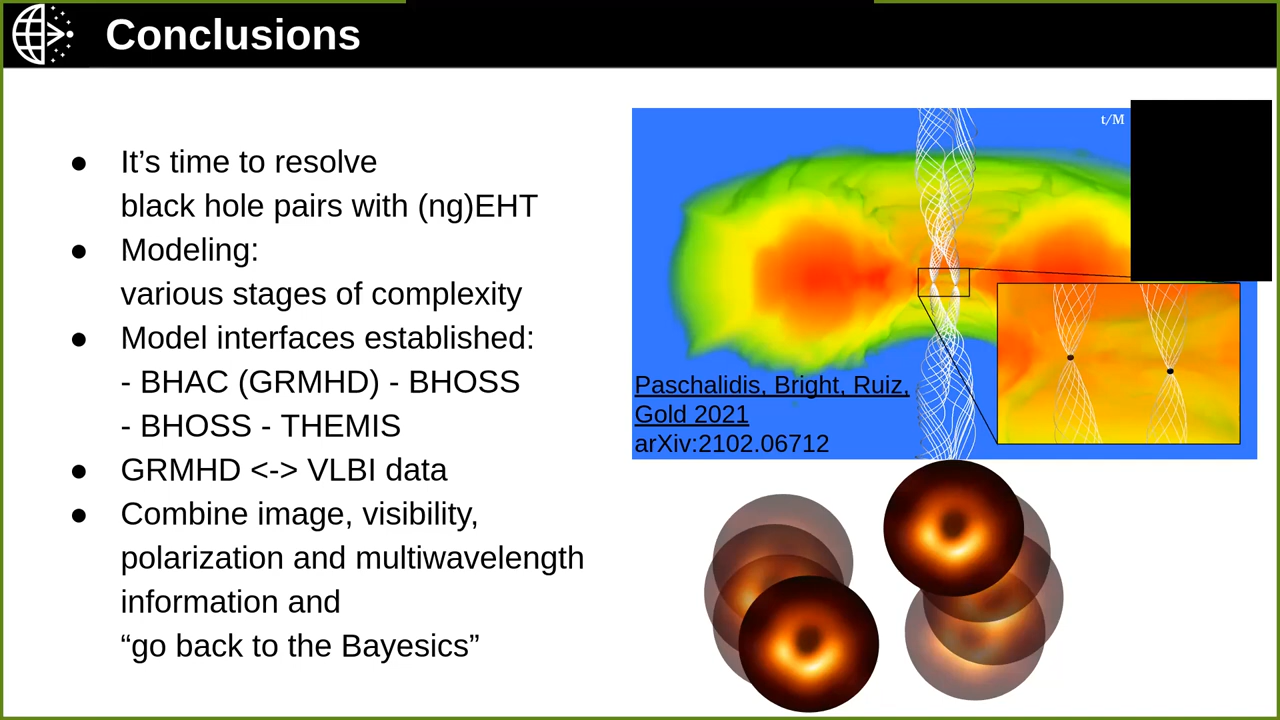 Conclusions
● It’s time to resolve
black hole pairs with (ng)EHT
● Modeling:
various stages of complexity
● Model interfaces established:
- BHAC (GRMHD) - BHOSS
- BHOSS - THEMIS
● GRMHD <-> VLBI data
● Combine image, visibility,
polarization and multiwavelength
information and
“go back to the Bayesics”
t/M
Paschalidis, Bright, Ruiz,
Gold 2021
arXiv:2102.06712